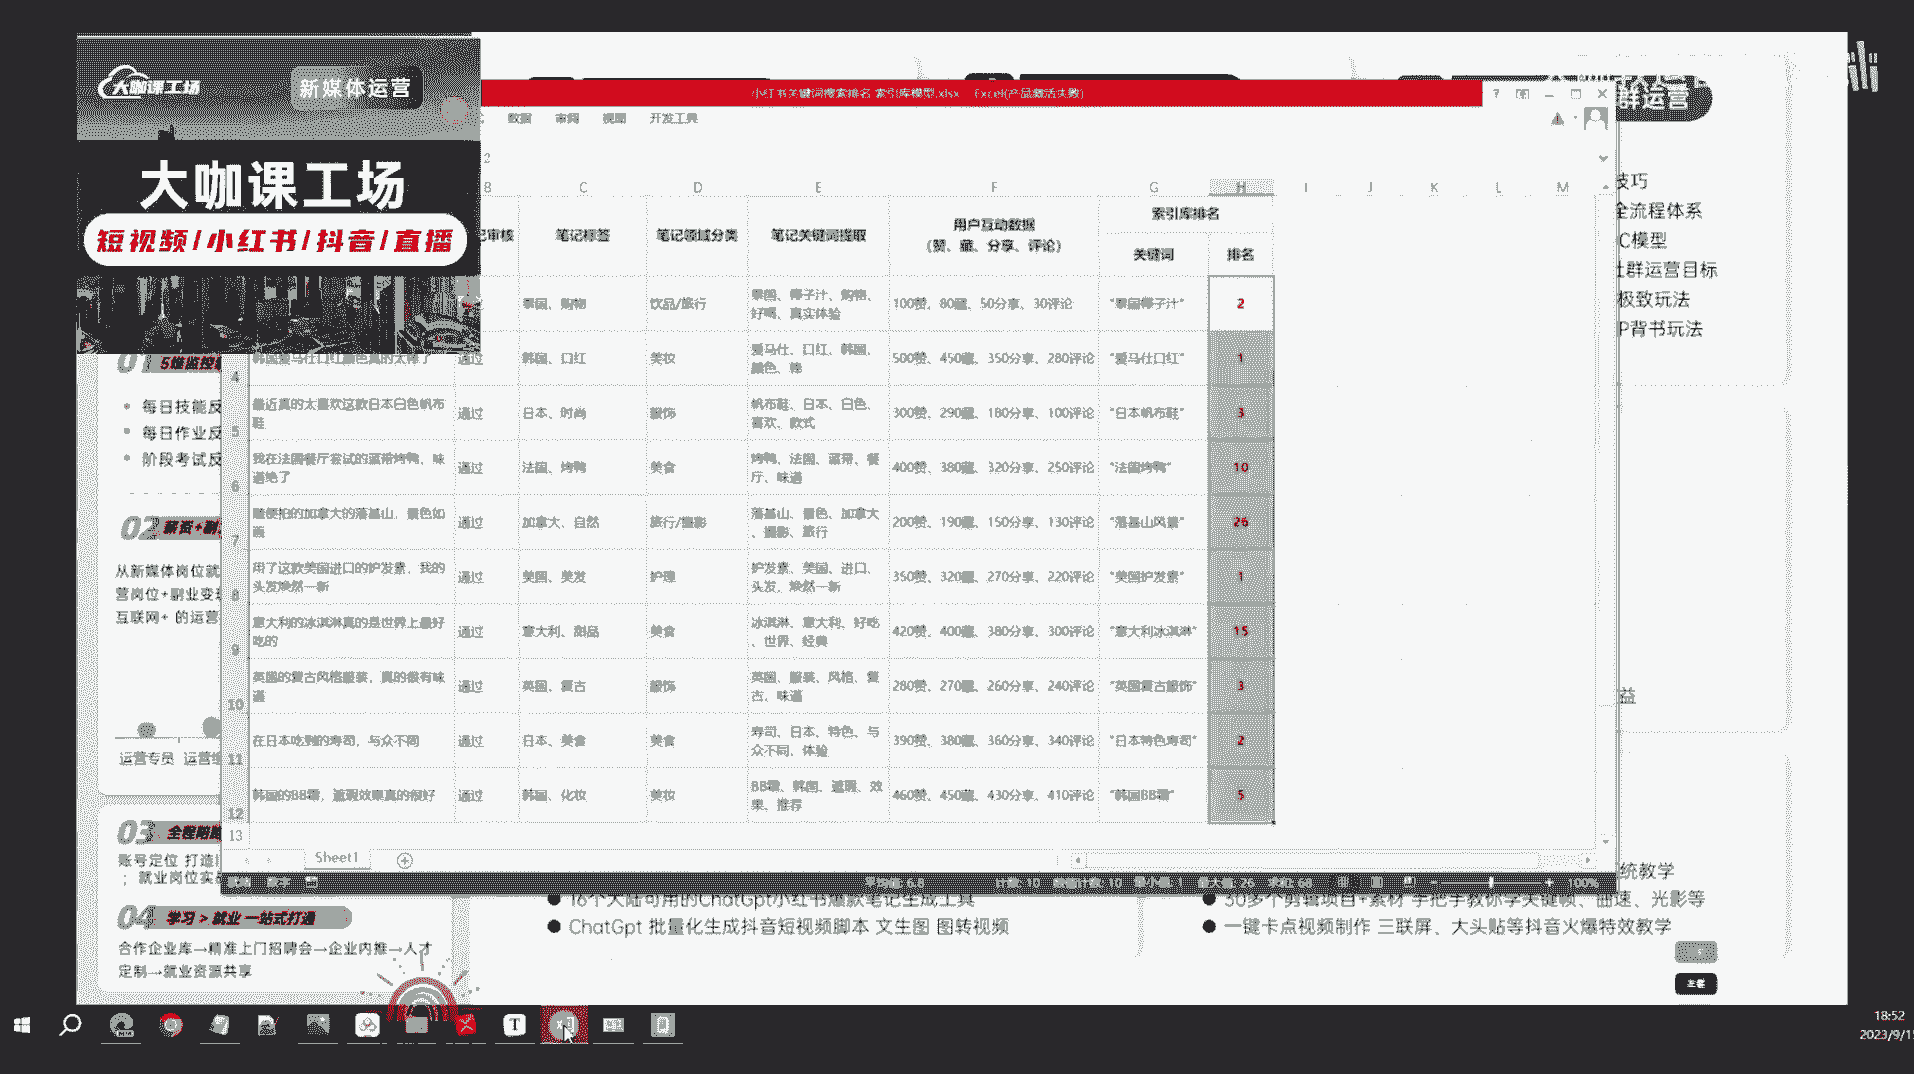 大咖课工场
新媒体运营
大咖课工场
短视频/小红书/抖音/直播
小红书关键词搜索排名 索引库模型.xlsx - Excel(产品激活失败)
数据 审阅 视图 开发工具
群运营
B C D E F G H I J K L M
审核 笔记标签 笔记领域分类 笔记关键词提取 用户互动数据 索引库排名
（赞、藏、分享、评论） 关键词 排名
泰国、购物 饮品/旅行 泰国、椰子汁、购物、好喝、真实体验 100赞、80藏、50分享、30评论 “泰国椰子汁” 2
4 韩国爱马仕口红颜色真的太棒了 通过 韩国、口红 美妆 爱马仕、口红、韩国、颜色、棒 500赞、450藏、350分享、280评论 “爱马仕口红” 1
5 最近真的太喜欢这款日本白色帆布鞋 通过 日本、时尚 服饰 帆布鞋、日本、白色、喜欢、款式 300赞、290藏、180分享、100评论 “日本帆布鞋” 3
6 我在法国餐厅尝试的蓝带烤鸭，味道绝了 通过 法国、烤鸭 美食 烤鸭、法国、蓝带、餐厅、味道 400赞、380藏、320分享、250评论 “法国烤鸭” 10
7 随便拍的加拿大的落基山，景色如画 通过 加拿大、自然 旅行/摄影 落基山、景色、加拿大、摄影、旅行 200赞、190藏、150分享、130评论 “落基山风景” 26
8 用了这款美国进口的护发素，我的头发焕然一新 通过 美国、美发 护理 护发素、美国、进口、头发、焕然一新 350赞、320藏、270分享、220评论 “美国护发素” 1
9 意大利的冰淇淋真的是世界上最好吃的 通过 意大利、甜品 美食 冰淇淋、意大利、好吃、世界、经典 420赞、400藏、380分享、300评论 “意大利冰淇淋” 15
10 英国的复古风格服装，真的很有味道 通过 英国、复古 服饰 英国、服装、风格、复古、味道 280赞、270藏、260分享、240评论 “英国复古服饰” 3
11 在日本吃到的寿司，与众不同 通过 日本、美食 美食 寿司、日本、特色、与众不同、体验 390赞、380藏、360分享、340评论 “日本特色寿司” 2
12 韩国的BB霜，遮瑕效果真的很好 通过 韩国、化妆 美妆 BB霜、韩国、遮瑕、效果、推荐 460赞、450藏、430分享、410评论 “韩国BB霜” 5
13
Sheet1
平均值: 6.8 计数: 10 数值计数: 10 最小值: 1 最大值: 26 求和: 68 100%
01
每日技能反
每日作业反
阶段考试反
02 薪资+副
从新媒体岗位就
营岗位+副业变现
互联网+ 的运营
运营专员
03 全程陪跑
账号定位 打造
；就业岗位实战
04 学习 > 就业 一站式打通
合作企业库→精准上门招聘会→企业内推→人才
定制→就业资源共享
技巧
全流程体系
C模型
社群运营目标
极致玩法
P背书玩法
益
统教学
16个大陆可用的ChatGpt小红书爆款笔记生成工具
ChatGpt 批量化生成抖音短视频脚本 文生图 图转视频
30多个剪辑项目+素材 手把手教你学关键帧、曲速、光影等
一键卡点视频制作 三联屏、大头贴等抖音火爆特效教学
18:52
2023/9/1